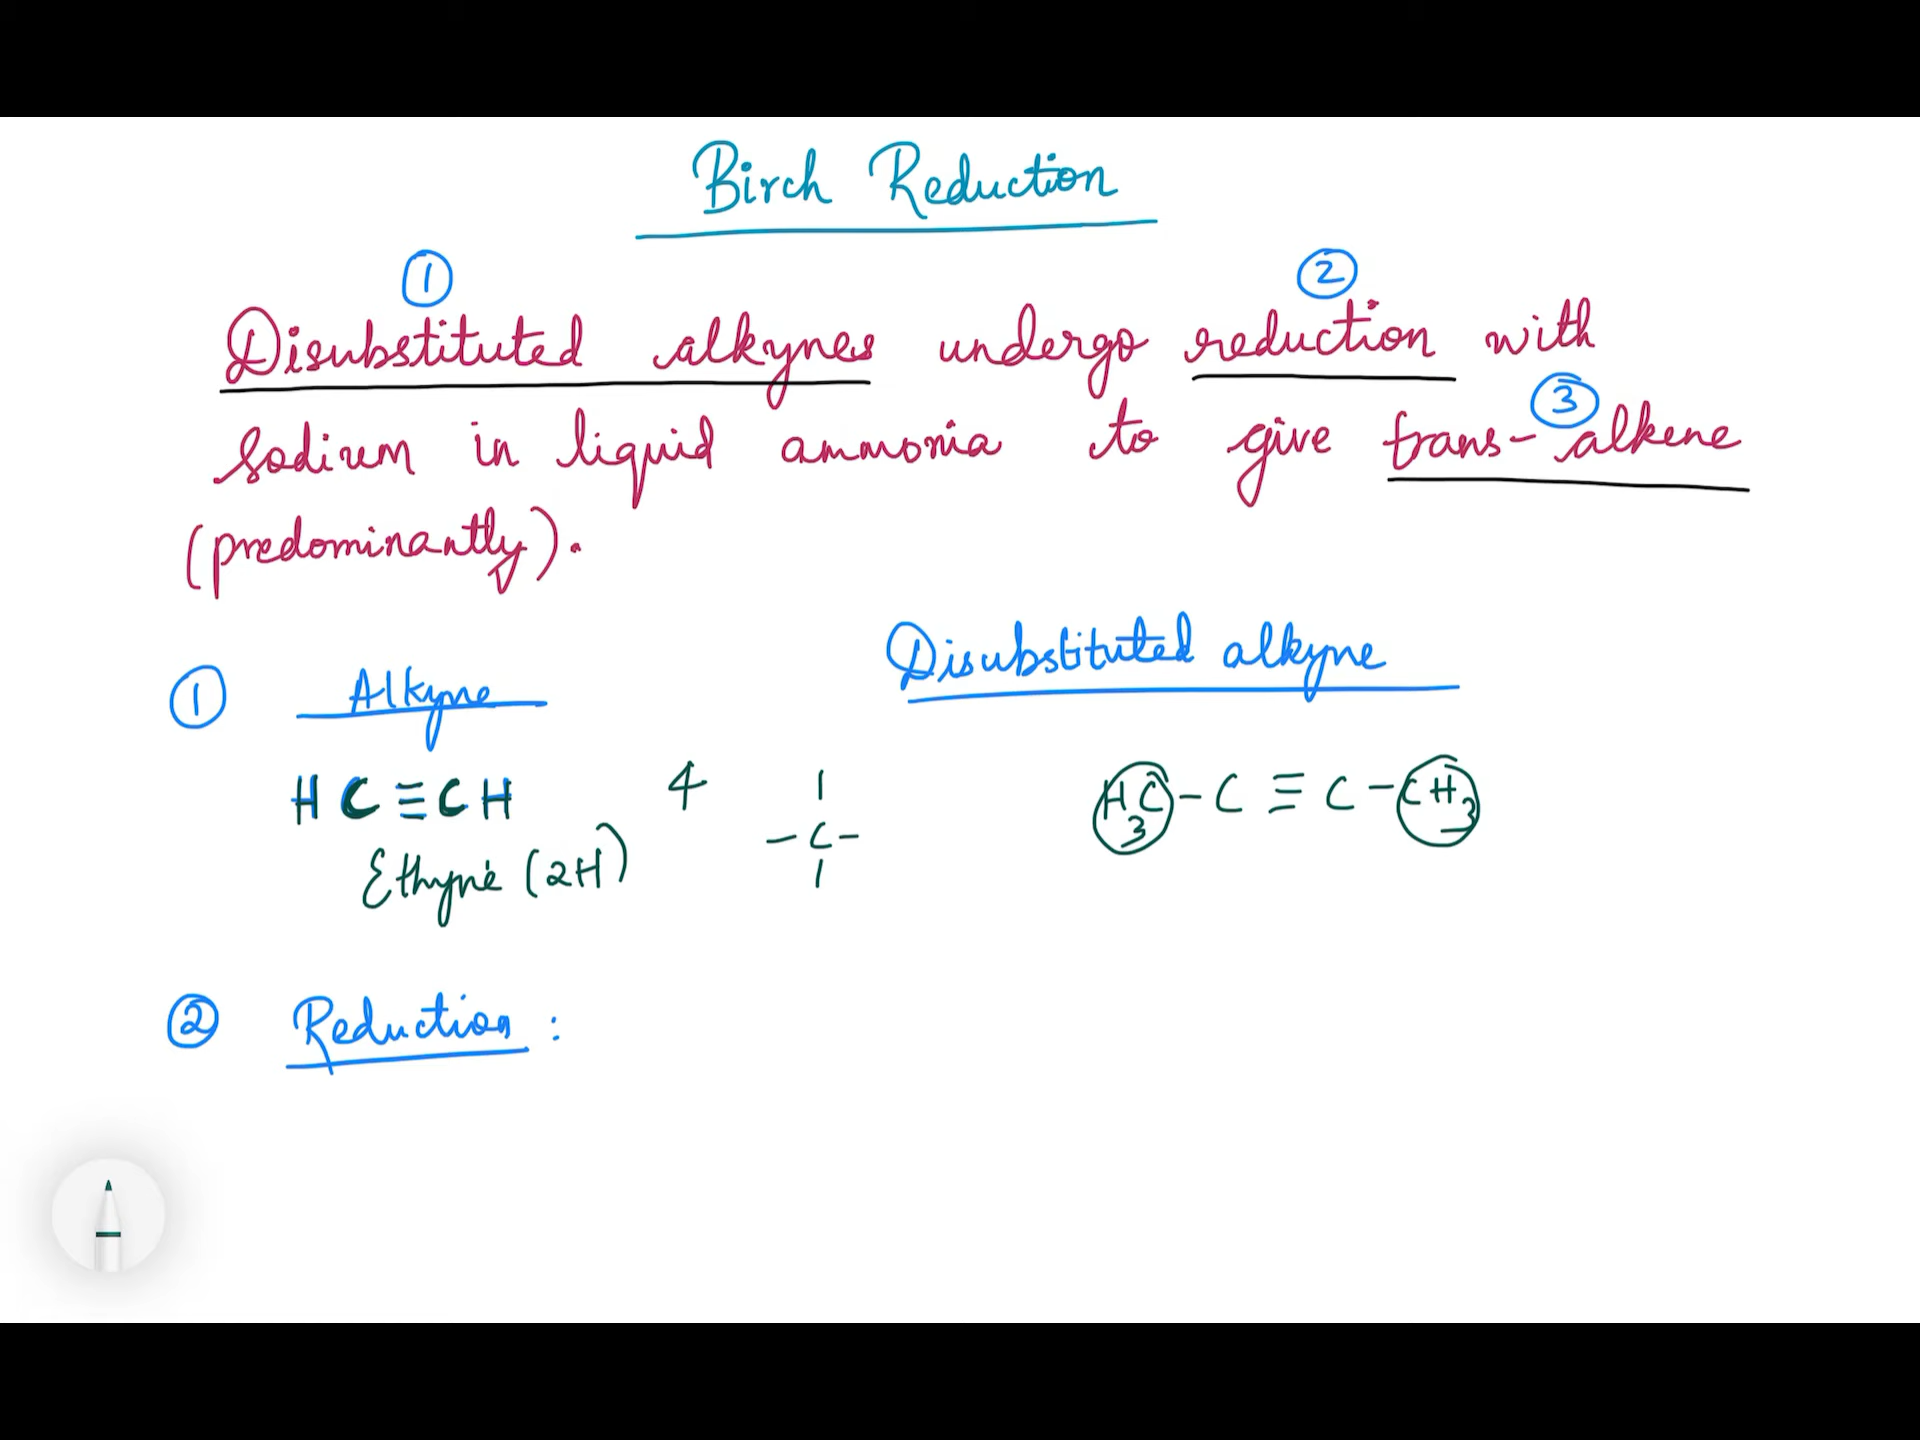 Birch Reduction
① ②
Disubstituted alkynes undergo reduction with
③
sodium in liquid ammonia to give trans-alkene
(predominantly).
① Alkyne
HC≡CH
Ethyne (2H)
4
-C-
Disubstituted alkyne
H₃C-C≡C-CH₃
② Reduction :